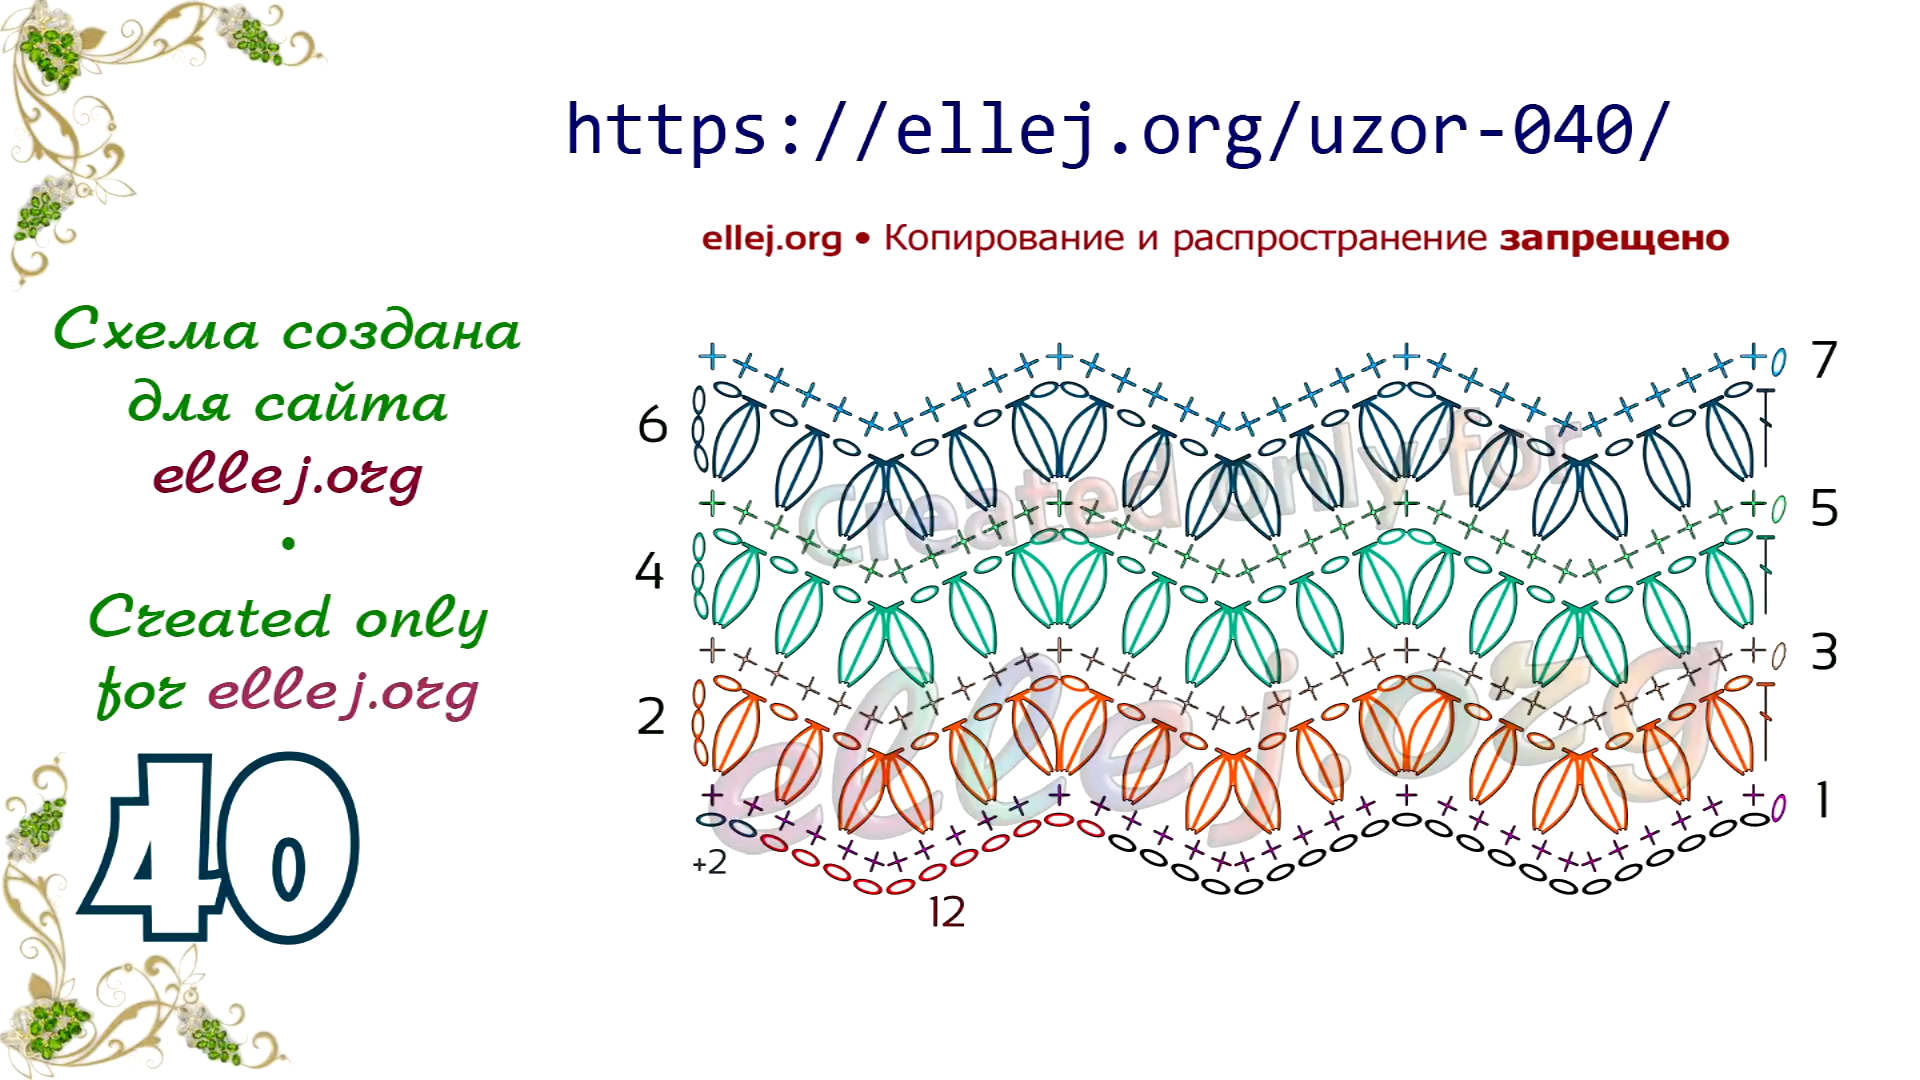 https://ellej.org/uzor-040/
ellej.org • Копирование и распространение запрещено
Схема создана
для сайта
ellej.org
•
Created only
for ellej.org
40
7
6
5
4
3
2
1
+2
12
Created only for
ellej.org